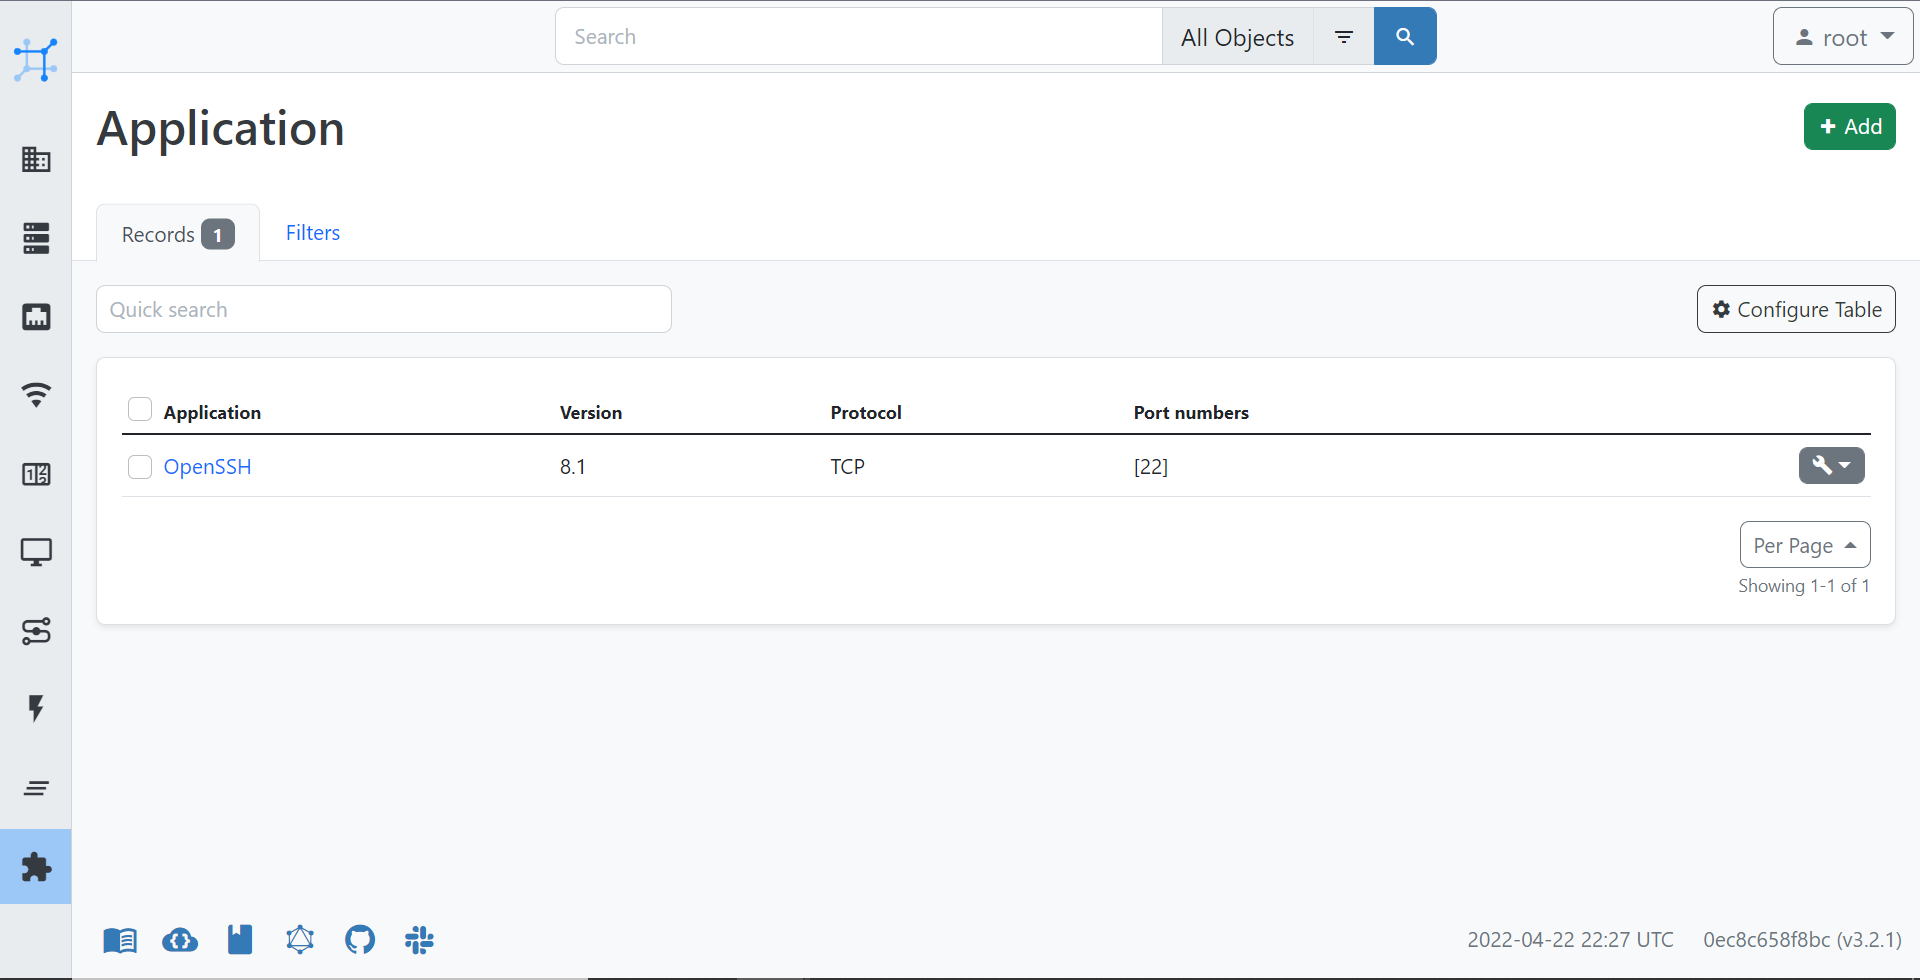 Search
All Objects
root
Application
Add
Records 1
Filters
Quick search
Configure Table
Application Version Protocol Port numbers
OpenSSH 8.1 TCP [22]
Per Page
Showing 1-1 of 1
2022-04-22 22:27 UTC 0ec8c658f8bc (v3.2.1)